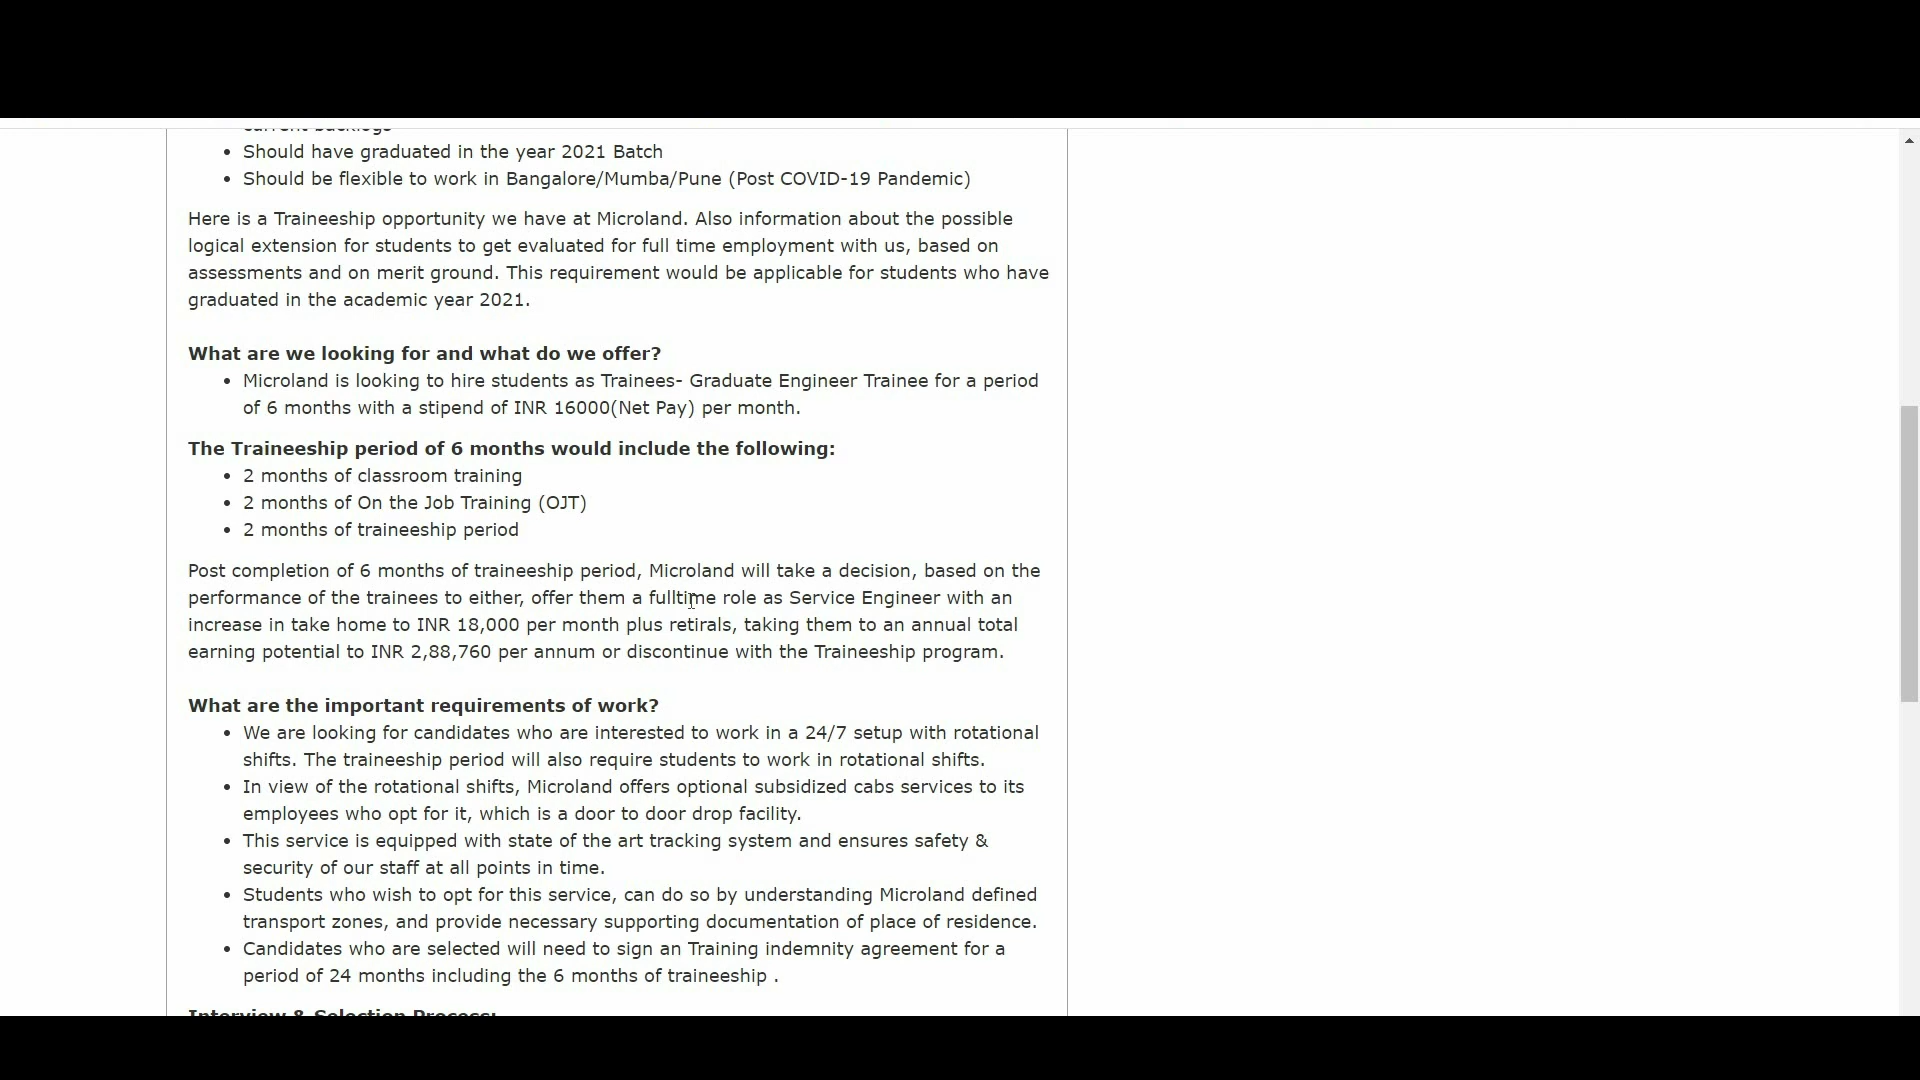 current backlogs
Should have graduated in the year 2021 Batch
Should be flexible to work in Bangalore/Mumba/Pune (Post COVID-19 Pandemic)
Here is a Traineeship opportunity we have at Microland. Also information about the possible
logical extension for students to get evaluated for full time employment with us, based on
assessments and on merit ground. This requirement would be applicable for students who have
graduated in the academic year 2021.
What are we looking for and what do we offer?
Microland is looking to hire students as Trainees- Graduate Engineer Trainee for a period
of 6 months with a stipend of INR 16000(Net Pay) per month.
The Traineeship period of 6 months would include the following:
2 months of classroom training
2 months of On the Job Training (OJT)
2 months of traineeship period
Post completion of 6 months of traineeship period, Microland will take a decision, based on the
performance of the trainees to either, offer them a fulltime role as Service Engineer with an
increase in take home to INR 18,000 per month plus retirals, taking them to an annual total
earning potential to INR 2,88,760 per annum or discontinue with the Traineeship program.
What are the important requirements of work?
We are looking for candidates who are interested to work in a 24/7 setup with rotational
shifts. The traineeship period will also require students to work in rotational shifts.
In view of the rotational shifts, Microland offers optional subsidized cabs services to its
employees who opt for it, which is a door to door drop facility.
This service is equipped with state of the art tracking system and ensures safety &
security of our staff at all points in time.
Students who wish to opt for this service, can do so by understanding Microland defined
transport zones, and provide necessary supporting documentation of place of residence.
Candidates who are selected will need to sign an Training indemnity agreement for a
period of 24 months including the 6 months of traineeship .
Interview & Selection Process: